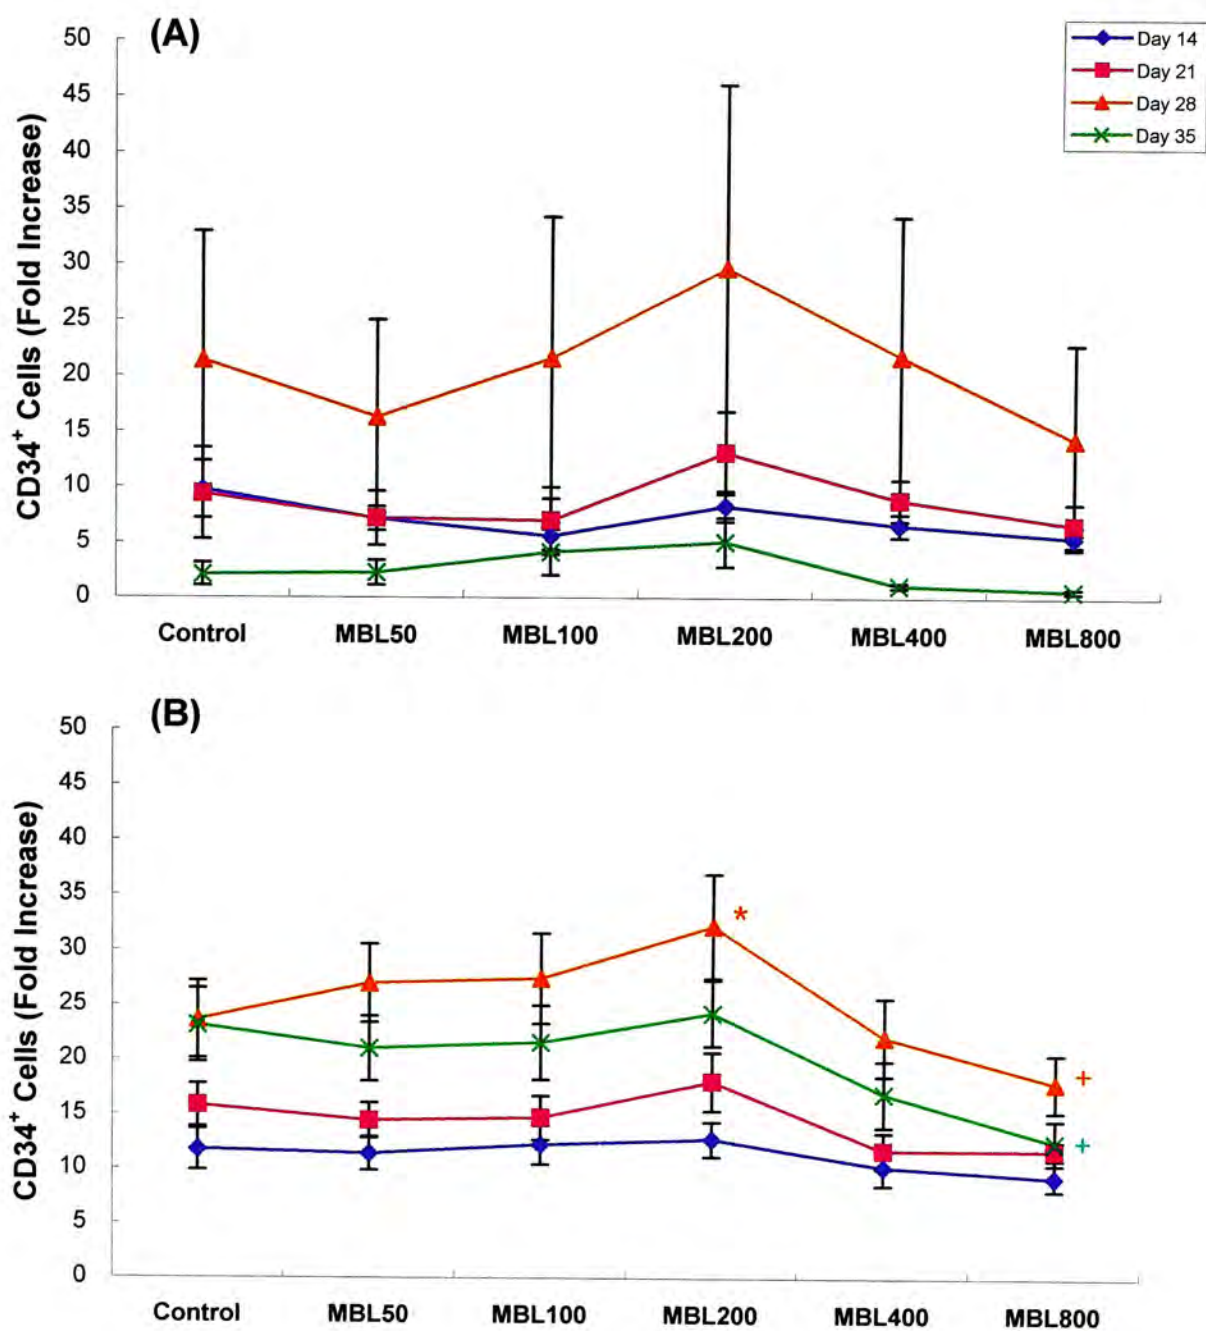 (A)
50
45
40
35
30
25
20
15
10
5
0
CD34⁺ Cells (Fold Increase)
Day 14
Day 21
Day 28
Day 35
Control MBL50 MBL100 MBL200 MBL400 MBL800
(B)
50
45
40
35
30
25
20
15
10
5
0
CD34⁺ Cells (Fold Increase)
*
+
+
Control MBL50 MBL100 MBL200 MBL400 MBL800